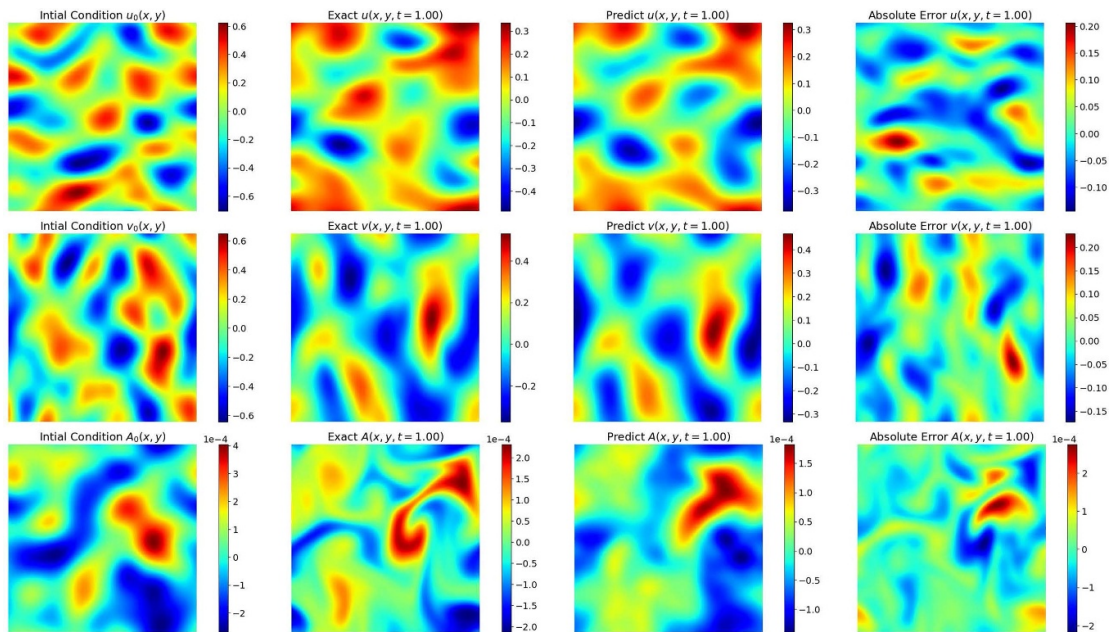 Intial Condition u₀(x, y)
Exact u(x, y, t = 1.00)
Predict u(x, y, t = 1.00)
Absolute Error u(x, y, t = 1.00)
0.6 0.4 0.2 0.0 −0.2 −0.4 −0.6
0.3 0.2 0.1 0.0 −0.1 −0.2 −0.3 −0.4
0.3 0.2 0.1 0.0 −0.1 −0.2 −0.3
0.20 0.15 0.10 0.05 0.00 −0.05 −0.10
Intial Condition v₀(x, y)
Exact v(x, y, t = 1.00)
Predict v(x, y, t = 1.00)
Absolute Error v(x, y, t = 1.00)
0.6 0.4 0.2 0.0 −0.2 −0.4 −0.6
0.4 0.2 0.0 −0.2
0.4 0.3 0.2 0.1 0.0 −0.1 −0.2 −0.3
0.20 0.15 0.10 0.05 0.00 −0.05 −0.10 −0.15
Intial Condition A₀(x, y)
1e−4
Exact A(x, y, t = 1.00)
1e−4
Predict A(x, y, t = 1.00)
1e−4
Absolute Error A(x, y, t = 1.00)
1e−4
4 3 2 1 0 −1 −2
2.0 1.5 1.0 0.5 0.0 −0.5 −1.0 −1.5 −2.0
1.5 1.0 0.5 0.0 −0.5 −1.0
2 1 0 −1 −2